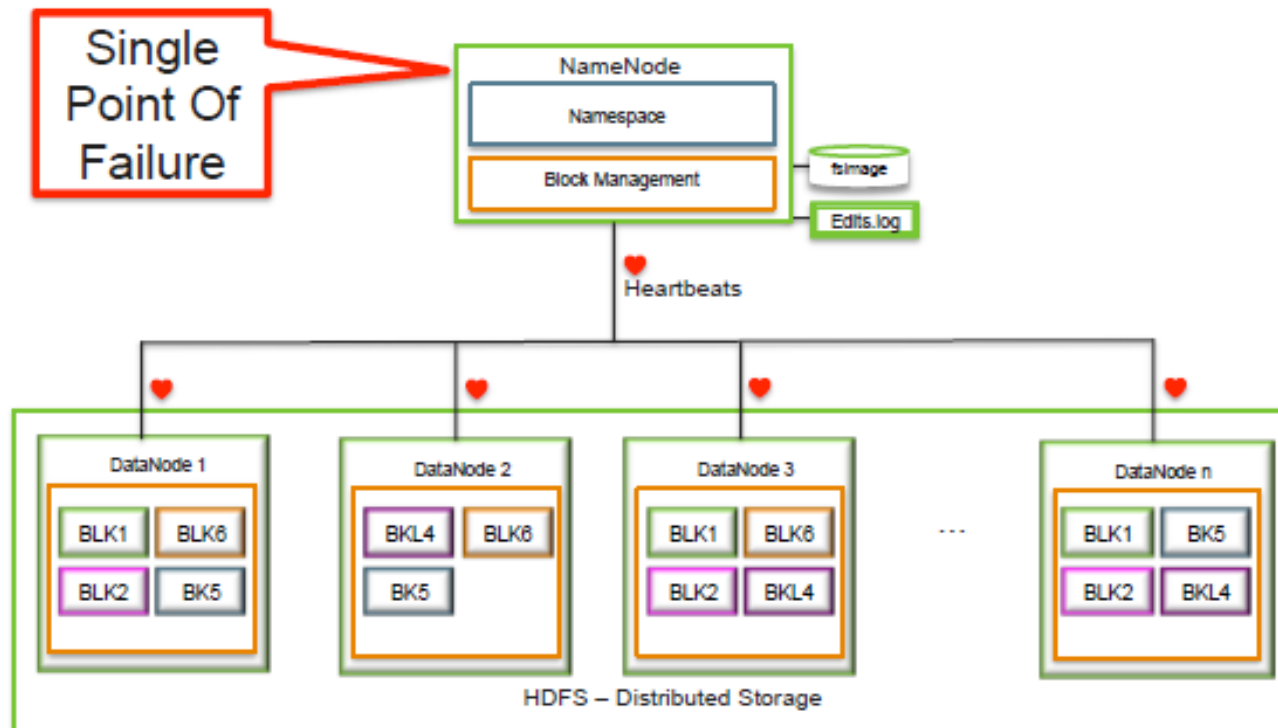 Single
Point Of
Failure
NameNode
Namespace
Block Management
fsimage
Edits.log
Heartbeats
DataNode 1
BLK1 BLK6
BLK2 BK5
DataNode 2
BKL4 BLK6
BK5
DataNode 3
BLK1 BLK6
BLK2 BKL4
...
DataNode n
BLK1 BK5
BLK2 BKL4
HDFS – Distributed Storage